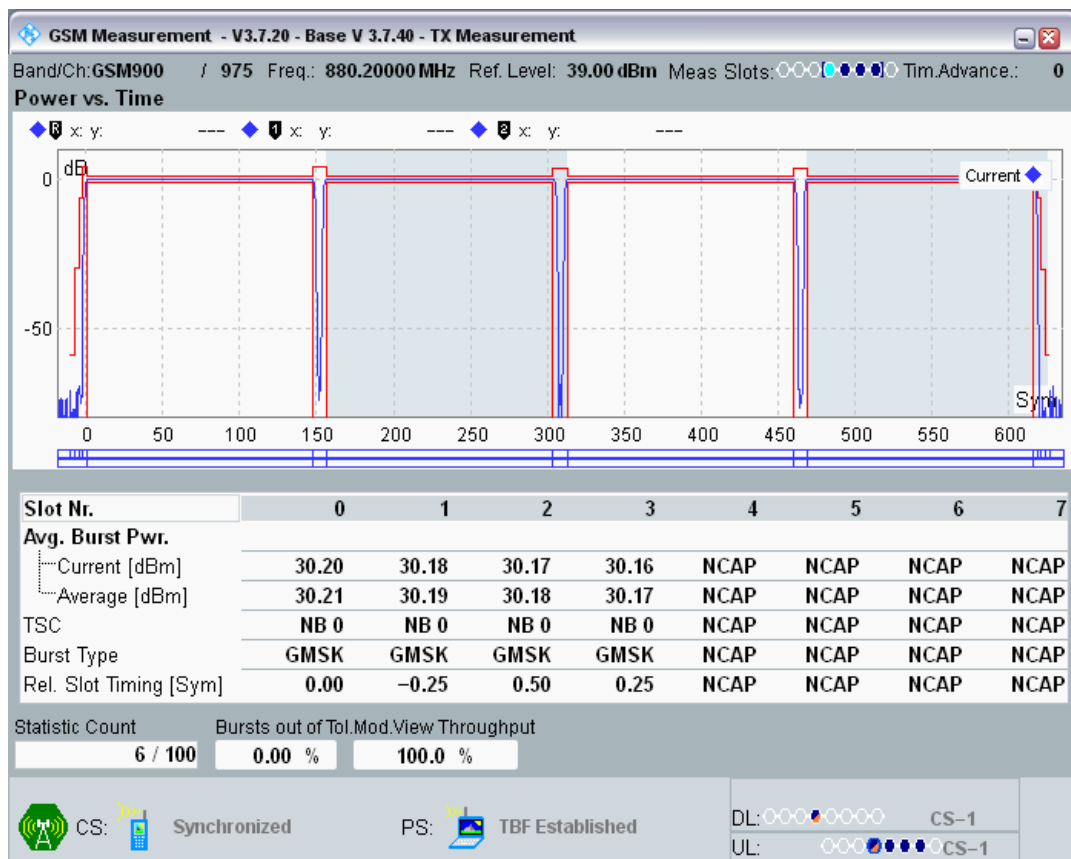 GSM Measurement - V3.7.20 - Base V 3.7.40 - TX Measurement
Band/Ch:GSM900 / 975 Freq.: 880.20000 MHz Ref. Level: 39.00 dBm Meas Slots: Tim.Advance.: 0
Power vs. Time
R x: y: --- 1 x: y: --- 2 x: y: ---
dB
Current
0
-50
Sym
0 50 100 150 200 250 300 350 400 450 500 550 600
Slot Nr. 0 1 2 3 4 5 6 7
Avg. Burst Pwr.
Current [dBm] 30.20 30.18 30.17 30.16 NCAP NCAP NCAP NCAP
Average [dBm] 30.21 30.19 30.18 30.17 NCAP NCAP NCAP NCAP
TSC NB 0 NB 0 NB 0 NB 0 NCAP NCAP NCAP NCAP
Burst Type GMSK GMSK GMSK GMSK NCAP NCAP NCAP NCAP
Rel. Slot Timing [Sym] 0.00 −0.25 0.50 0.25 NCAP NCAP NCAP NCAP
Statistic Count Bursts out of Tol.Mod.View Throughput
6 / 100 0.00 % 100.0 %
CS: Synchronized PS: TBF Established
DL: CS−1
UL: CS−1